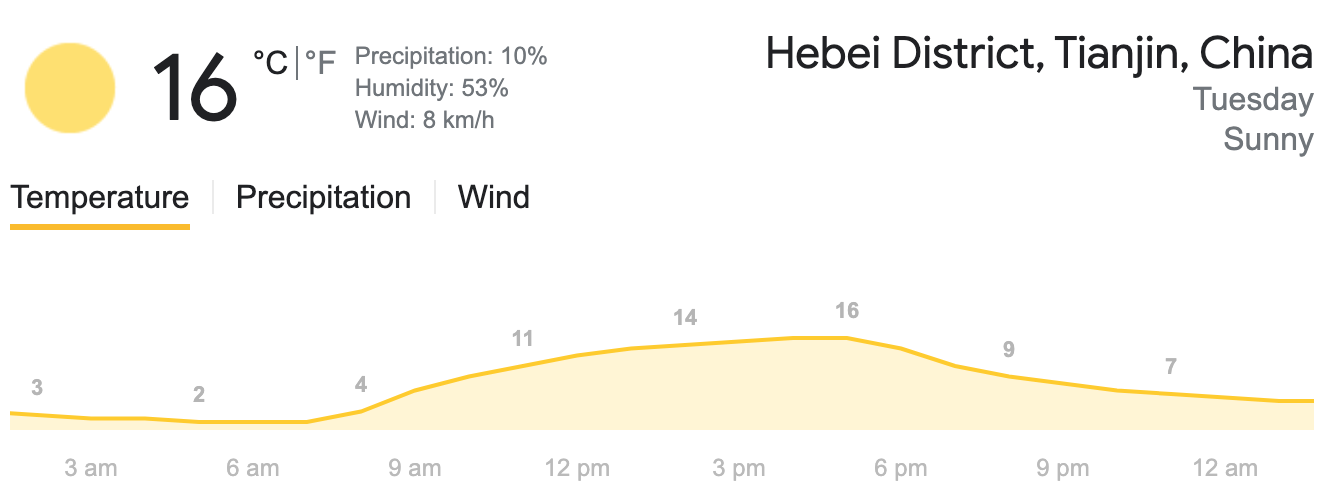 16 °C | °F
Precipitation: 10%
Humidity: 53%
Wind: 8 km/h
Hebei District, Tianjin, China
Tuesday
Sunny
Temperature | Precipitation | Wind
3 2 4 11 14 16 9 7
3 am 6 am 9 am 12 pm 3 pm 6 pm 9 pm 12 am